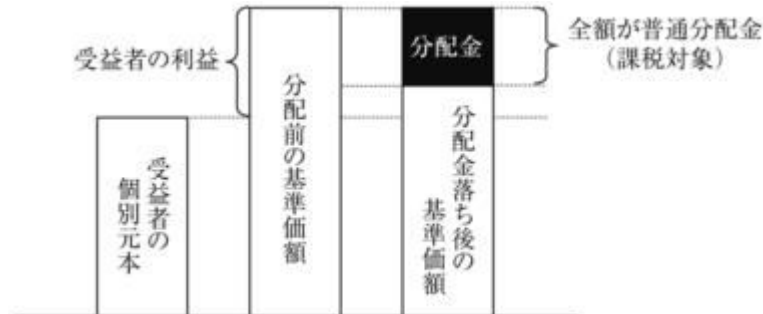 受益者の利益
分配金
全額が普通分配金
（課税対象）
受益者の
個別元本
分配前の基準価額
分配金落ち後の
基準価額